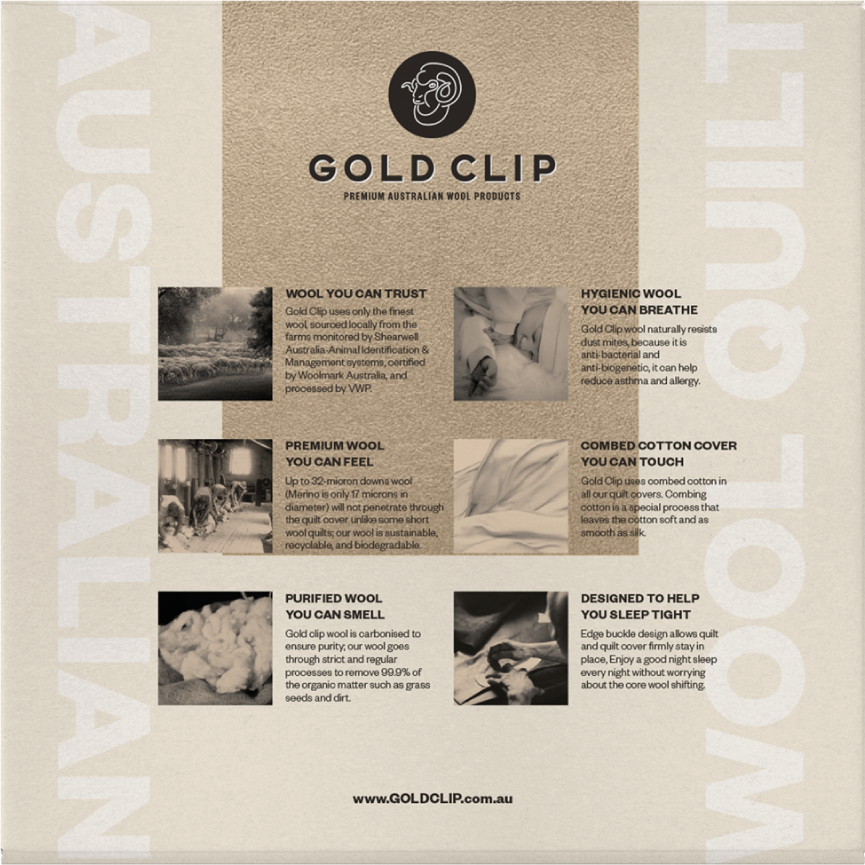 AUSTRALIAN
WOOL QUILT
GOLD CLIP
PREMIUM AUSTRALIAN WOOL PRODUCTS
WOOL YOU CAN TRUST
Gold Clip uses only the finest
wool, sourced locally from the
farms monitored by Shearwell
Australia-Animal Identification &
Management systems, certified
by Woolmark Australia, and
processed by VWP.
HYGIENIC WOOL
YOU CAN BREATHE
Gold Clip wool naturally resists
dust mites, because it is
anti-bacterial and
anti-biogenetic, it can help
reduce asthma and allergy.
PREMIUM WOOL
YOU CAN FEEL
Up to 32-micron downs wool
(Merino is only 17 microns in
diameter) will not penetrate through
the quilt cover unlike some short
wool quilts; our wool is sustainable,
recyclable, and biodegradable.
COMBED COTTON COVER
YOU CAN TOUCH
Gold Clip uses combed cotton in
all our quilt covers. Combing
cotton is a special process that
leaves the cotton soft and as
smooth as silk.
PURIFIED WOOL
YOU CAN SMELL
Gold clip wool is carbonised to
ensure purity; our wool goes
through strict and regular
processes to remove 99.9% of
the organic matter such as grass
seeds and dirt.
DESIGNED TO HELP
YOU SLEEP TIGHT
Edge buckle design allows quilt
and quilt cover firmly stay in
place, Enjoy a good night sleep
every night without worrying
about the core wool shifting.
www.GOLDCLIP.com.au